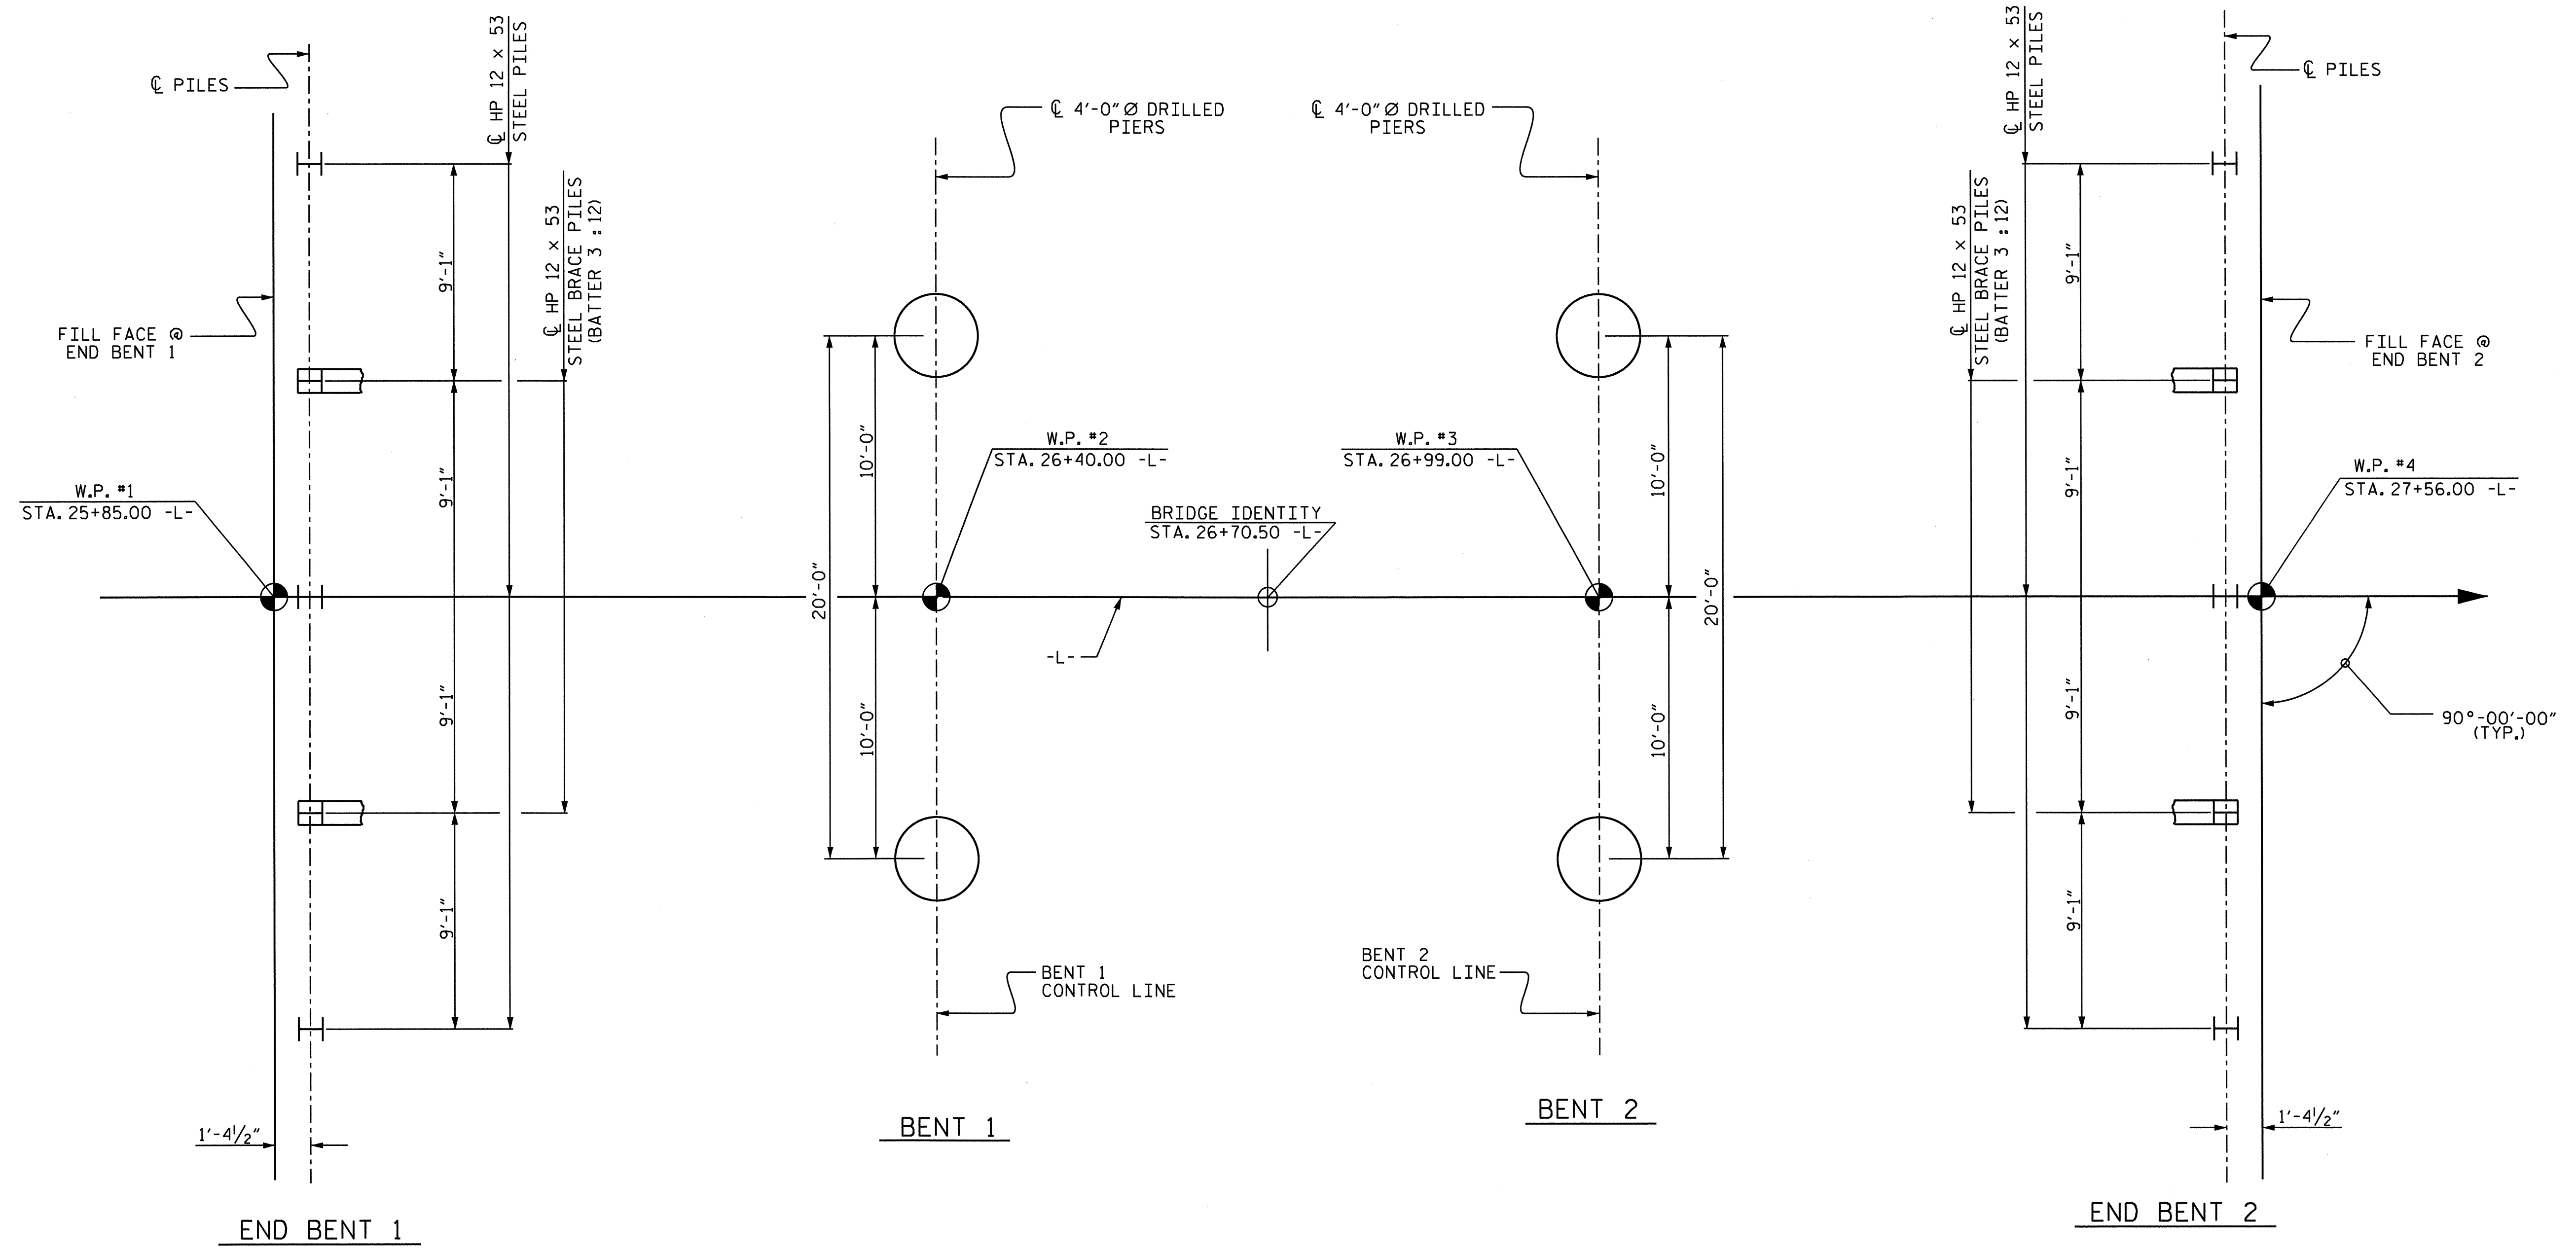 ℄ PILES
℄ HP 12 x 53
STEEL PILES
℄ HP 12 x 53
STEEL BRACE PILES
(BATTER 3 : 12)
FILL FACE @
END BENT 1
9'-1"
9'-1"
9'-1"
9'-1"
W.P. #1
STA. 25+85.00 -L-
1'-4½"
END BENT 1
℄ 4'-0" Ø DRILLED
PIERS
10'-0"
20'-0"
10'-0"
W.P. #2
STA. 26+40.00 -L-
BRIDGE IDENTITY
STA. 26+70.50 -L-
-L-
BENT 1
CONTROL LINE
BENT 1
℄ 4'-0" Ø DRILLED
PIERS
W.P. #3
STA. 26+99.00 -L-
10'-0"
20'-0"
10'-0"
BENT 2
CONTROL LINE
BENT 2
℄ HP 12 x 53
STEEL PILES
℄ HP 12 x 53
STEEL BRACE PILES
(BATTER 3 : 12)
℄ PILES
9'-1"
9'-1"
9'-1"
9'-1"
FILL FACE @
END BENT 2
W.P. #4
STA. 27+56.00 -L-
90°-00'-00"
(TYP.)
1'-4½"
END BENT 2